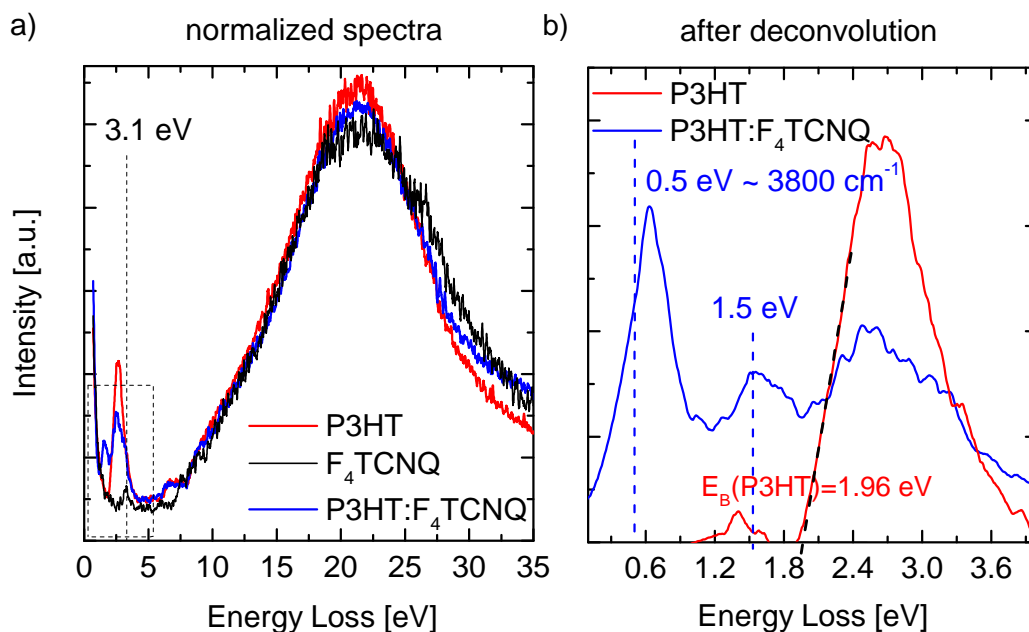 a)
normalized spectra
3.1 eV
Intensity [a.u.]
P3HT
F₄TCNQ
P3HT:F₄TCNQ
0 5 10 15 20 25 30 35
Energy Loss [eV]
b)
after deconvolution
P3HT
P3HT:F₄TCNQ
0.5 eV ~ 3800 cm⁻¹
1.5 eV
E_B(P3HT)=1.96 eV
0.6 1.2 1.8 2.4 3.0 3.6
Energy Loss [eV]